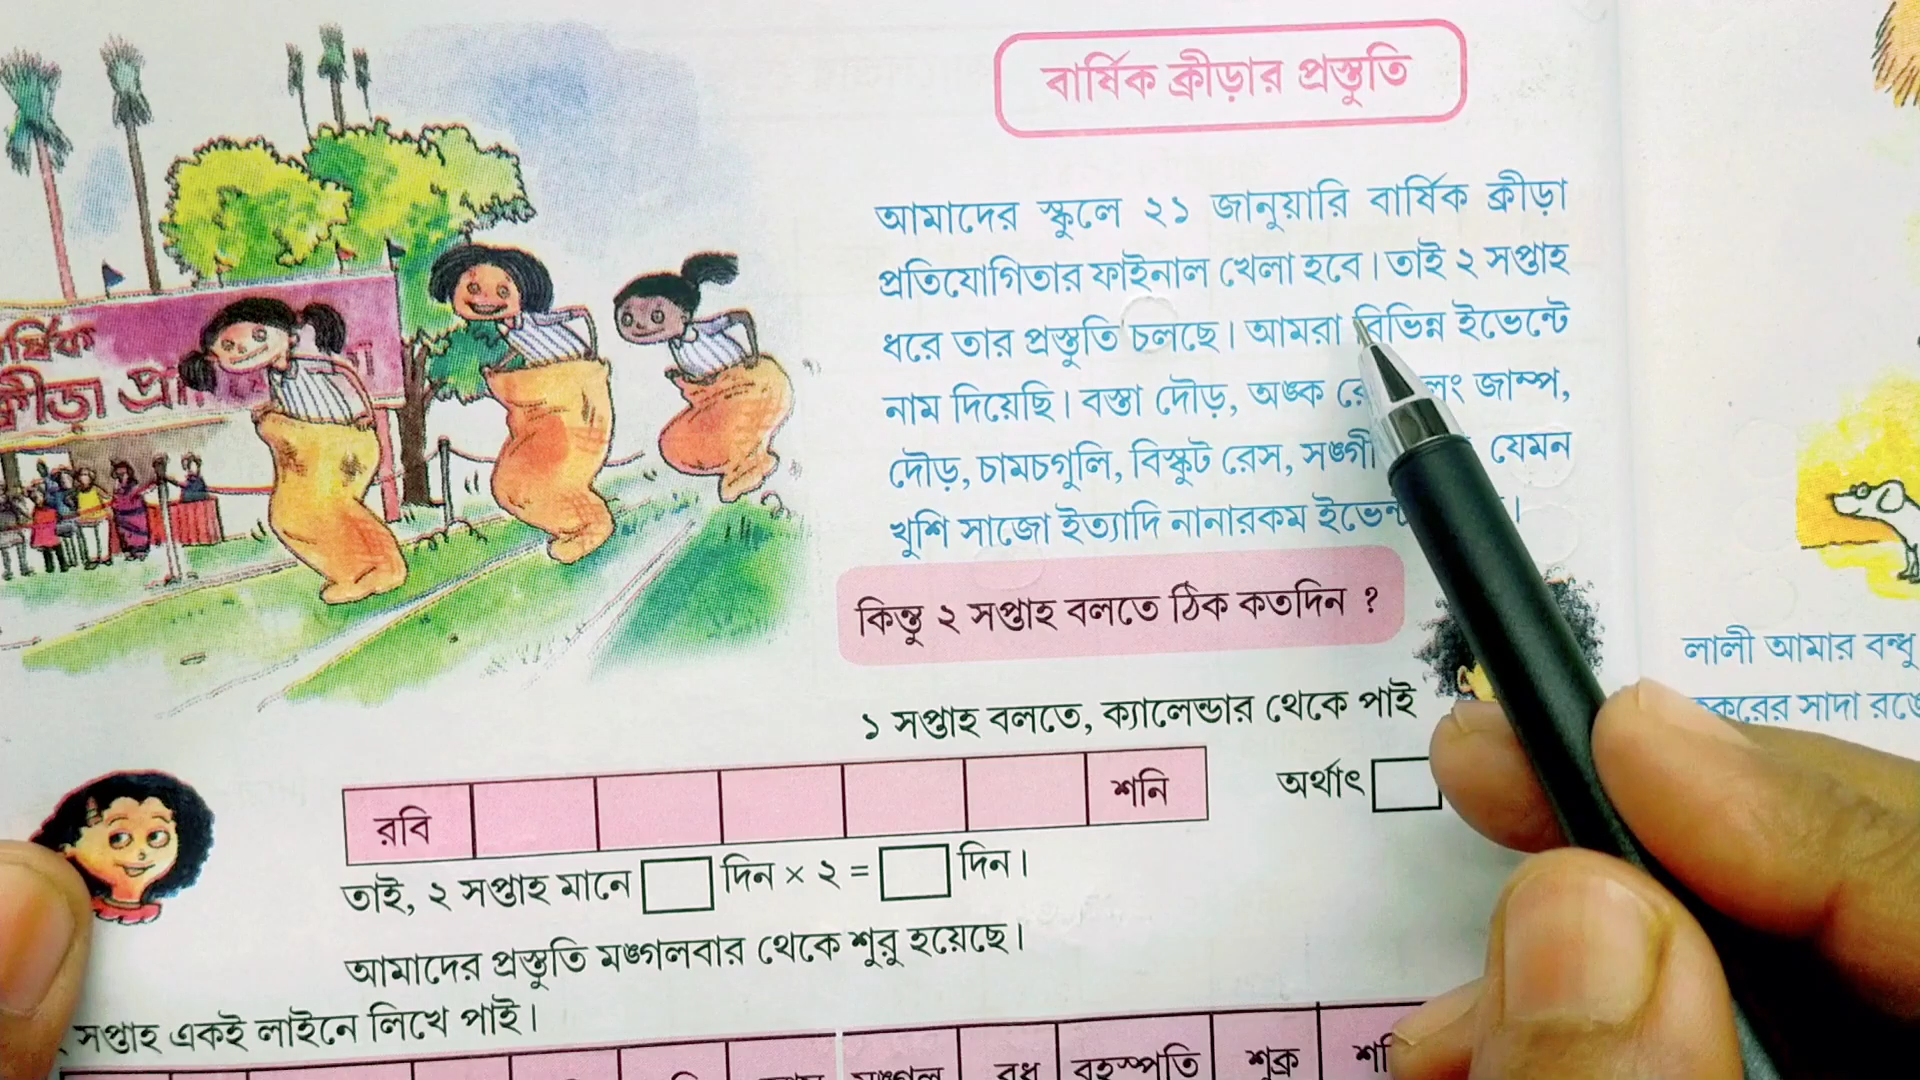 বার্ষিক ক্রীড়ার প্রস্তুতি
আমাদের স্কুলে ২১ জানুয়ারি বার্ষিক ক্রীড়া
প্রতিযোগিতার ফাইনাল খেলা হবে। তাই ২ সপ্তাহ
ধরে তার প্রস্তুতি চলছে। আমরা বিভিন্ন ইভেন্টে
নাম দিয়েছি। বস্তা দৌড়, অঙ্ক জাম্প,
দৌড়, চামচগুলি, বিস্কুট রেস, যেমন
খুশি সাজো ইত্যাদি নানারকম
কিন্তু ২ সপ্তাহ বলতে ঠিক কতদিন ?
১ সপ্তাহ বলতে, ক্যালেন্ডার থেকে পাই
রবি শনি অর্থাৎ
তাই, ২ সপ্তাহ মানে দিন × ২ = দিন।
আমাদের প্রস্তুতি মঙ্গলবার থেকে শুরু হয়েছে।
সপ্তাহ একই লাইনে লিখে পাই।
মঙ্গল বুধ বৃহস্পতি শুক্র
লালী আমার বন্ধু
সাদা